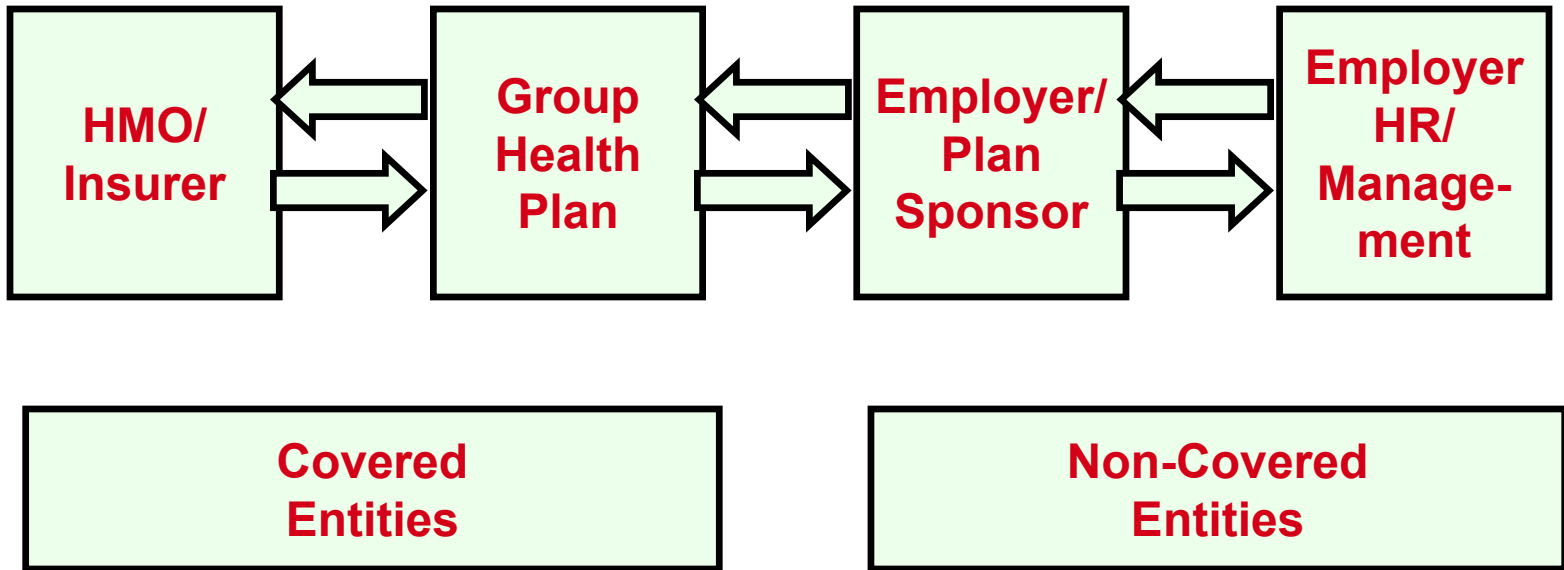 HMO/
Insurer
Group
Health
Plan
Employer/
Plan
Sponsor
Employer
HR/
Manage-
ment
Covered
Entities
Non-Covered
Entities